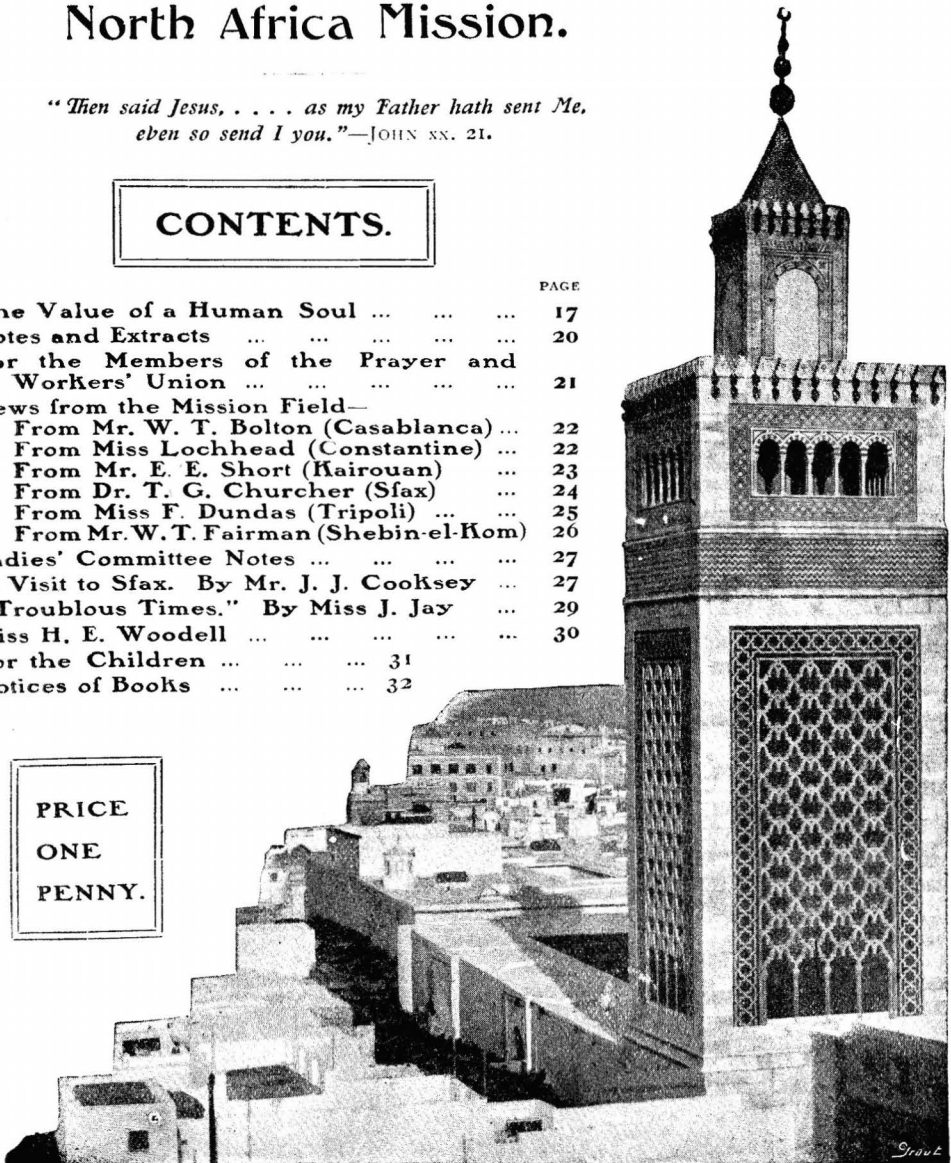 North Africa Mission.
"Then said Jesus, . . . . . as my Father hath sent Me,
even so send I you."—JOHN XX. 21.
CONTENTS.
PAGE
he Value of a Human Soul ... ... ... 17
otes and Extracts ... ... ... ... ... 20
or the Members of the Prayer and
Workers' Union ... ... ... ... ... 21
ews from the Mission Field—
From Mr. W. T. Bolton (Casablanca) ... 22
From Miss Lochhead (Constantine) ... 22
From Mr. E. E. Short (Kairouan) ... 23
From Dr. T. G. Churcher (Sfax) ... 24
From Miss F. Dundas (Tripoli) ... ... 25
From Mr. W. T. Fairman (Shebin-el-Kom) 26
adies' Committee Notes ... ... ... ... 27
Visit to Sfax. By Mr. J. J. Cooksey ... 27
Troublous Times." By Miss J. Jay ... 29
iss H. E. Woodell ... ... ... ... ... 30
or the Children ... ... ... 31
otices of Books ... ... ... 32
PRICE
ONE
PENNY.